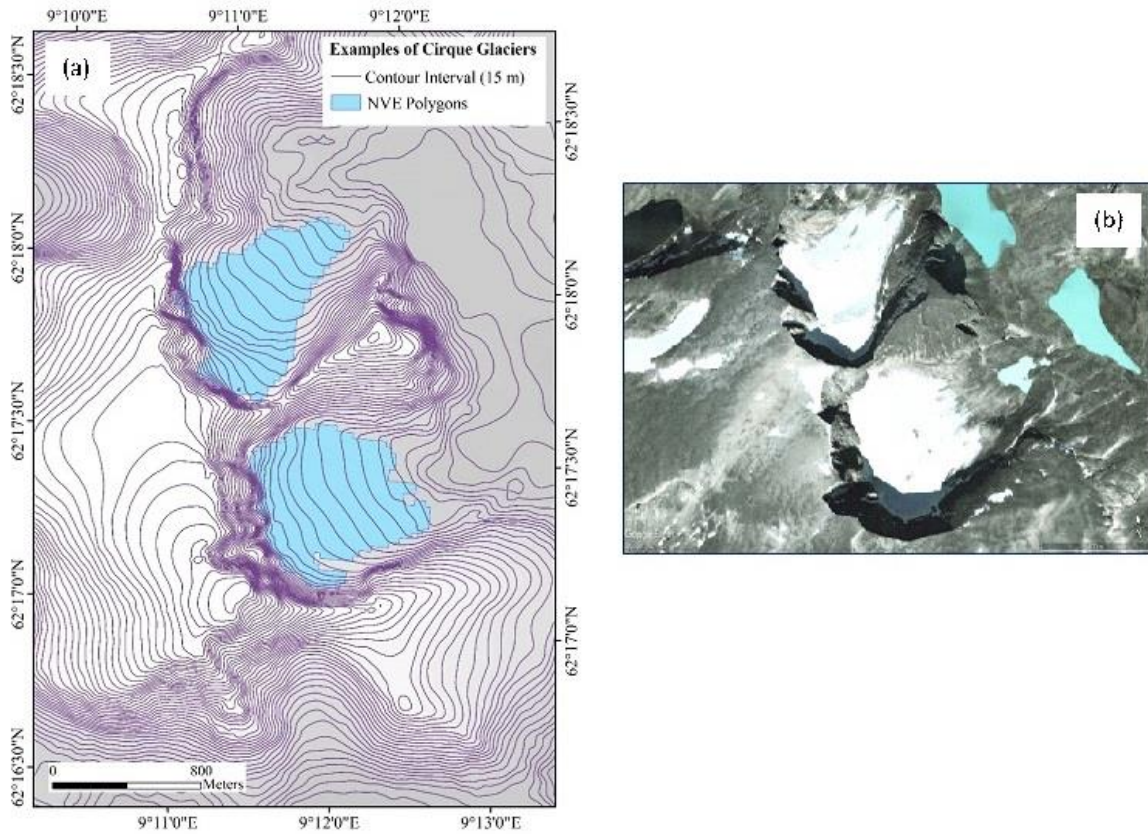 9°10'0"E 9°11'0"E 9°12'0"E
(a)
Examples of Cirque Glaciers
Contour Interval (15 m)
NVE Polygons
62°18'30"N
62°18'0"N
62°17'30"N
62°17'0"N
62°16'30"N
62°18'30"N
62°18'0"N
62°17'30"N
62°17'0"N
0 800
Meters
9°11'0"E 9°12'0"E 9°13'0"E
(b)